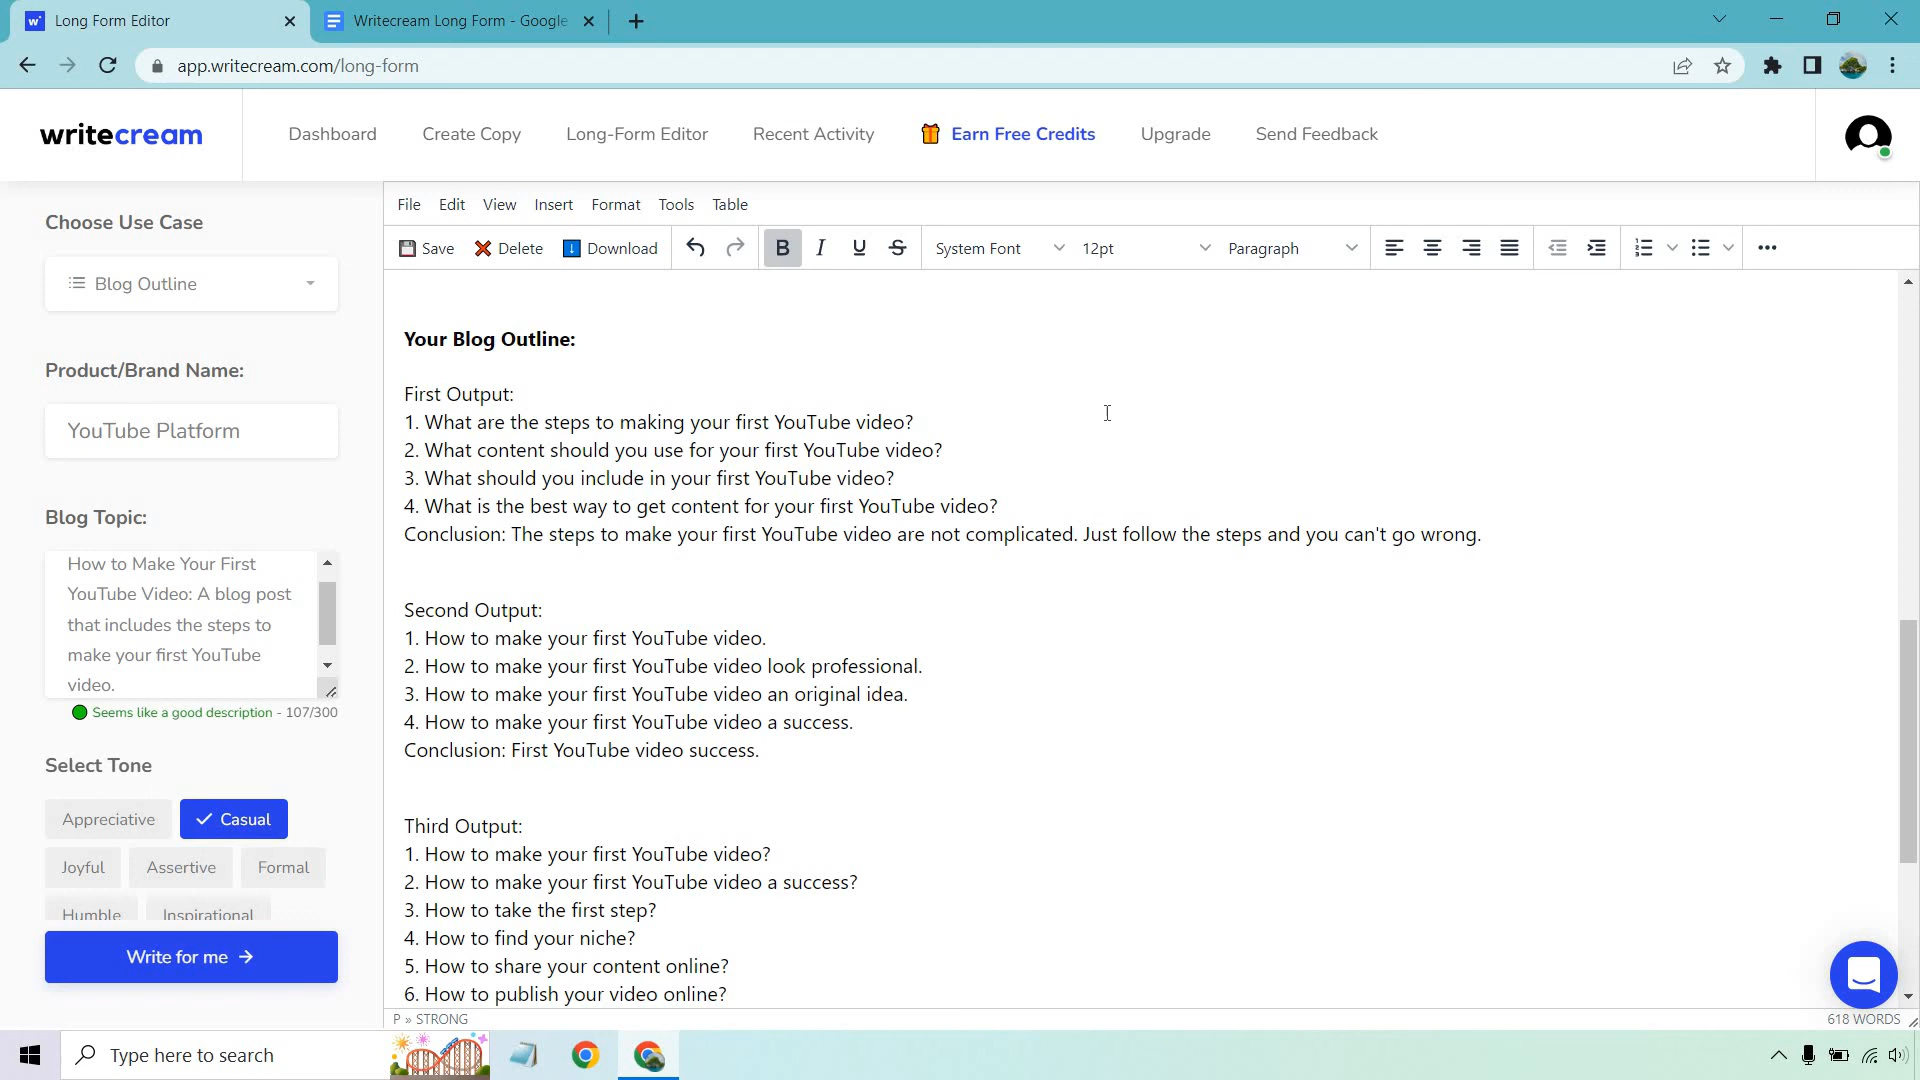 Long Form Editor
Writecream Long Form - Google
app.writecream.com/long-form
writecream
Dashboard
Create Copy
Long-Form Editor
Recent Activity
Earn Free Credits
Upgrade
Send Feedback
Choose Use Case
Blog Outline
Product/Brand Name:
YouTube Platform
Blog Topic:
How to Make Your First
YouTube Video: A blog post
that includes the steps to
make your first YouTube
video.
Seems like a good description - 107/300
Select Tone
Appreciative
Casual
Joyful
Assertive
Formal
Humble
Inspirational
Write for me
File
Edit
View
Insert
Format
Tools
Table
Save
Delete
Download
B
I
U
S
System Font
12pt
Paragraph
Your Blog Outline:
First Output:
1. What are the steps to making your first YouTube video?
2. What content should you use for your first YouTube video?
3. What should you include in your first YouTube video?
4. What is the best way to get content for your first YouTube video?
Conclusion: The steps to make your first YouTube video are not complicated. Just follow the steps and you can't go wrong.
Second Output:
1. How to make your first YouTube video.
2. How to make your first YouTube video look professional.
3. How to make your first YouTube video an original idea.
4. How to make your first YouTube video a success.
Conclusion: First YouTube video success.
Third Output:
1. How to make your first YouTube video?
2. How to make your first YouTube video a success?
3. How to take the first step?
4. How to find your niche?
5. How to share your content online?
6. How to publish your video online?
P » STRONG
618 WORDS
Type here to search